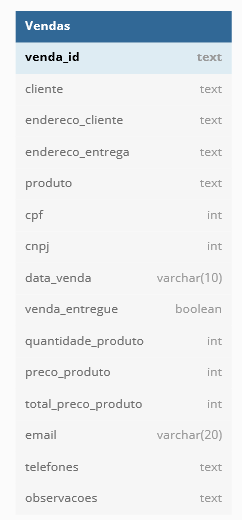 Vendas
venda_id text
cliente text
endereco_cliente text
endereco_entrega text
produto text
cpf int
cnpj int
data_venda varchar(10)
venda_entregue boolean
quantidade_produto int
preco_produto int
total_preco_produto int
email varchar(20)
telefones text
observacoes text